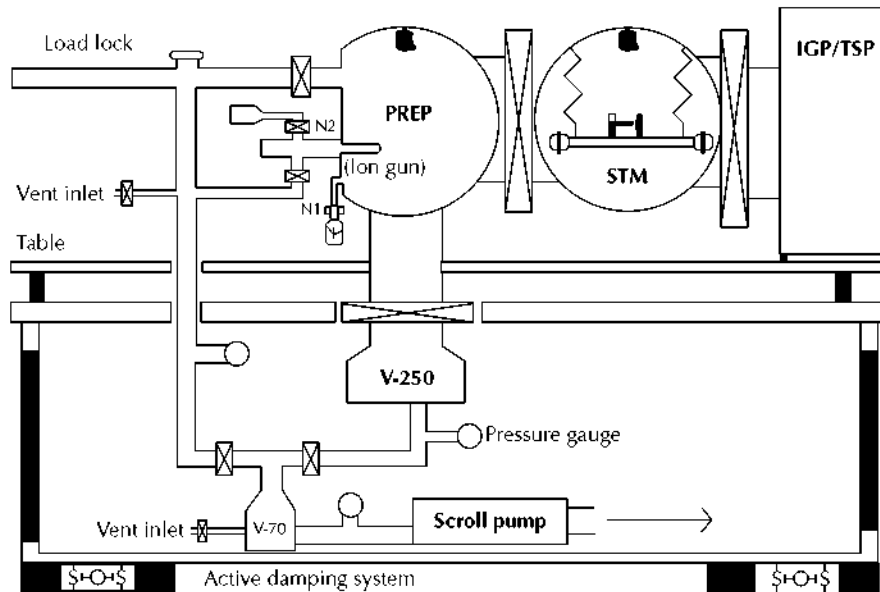 Load lock
IGP/TSP
PREP
N2
(Ion gun)
STM
Vent inlet
N1
Table
V-250
Pressure gauge
Vent inlet
V-70
Scroll pump
Active damping system